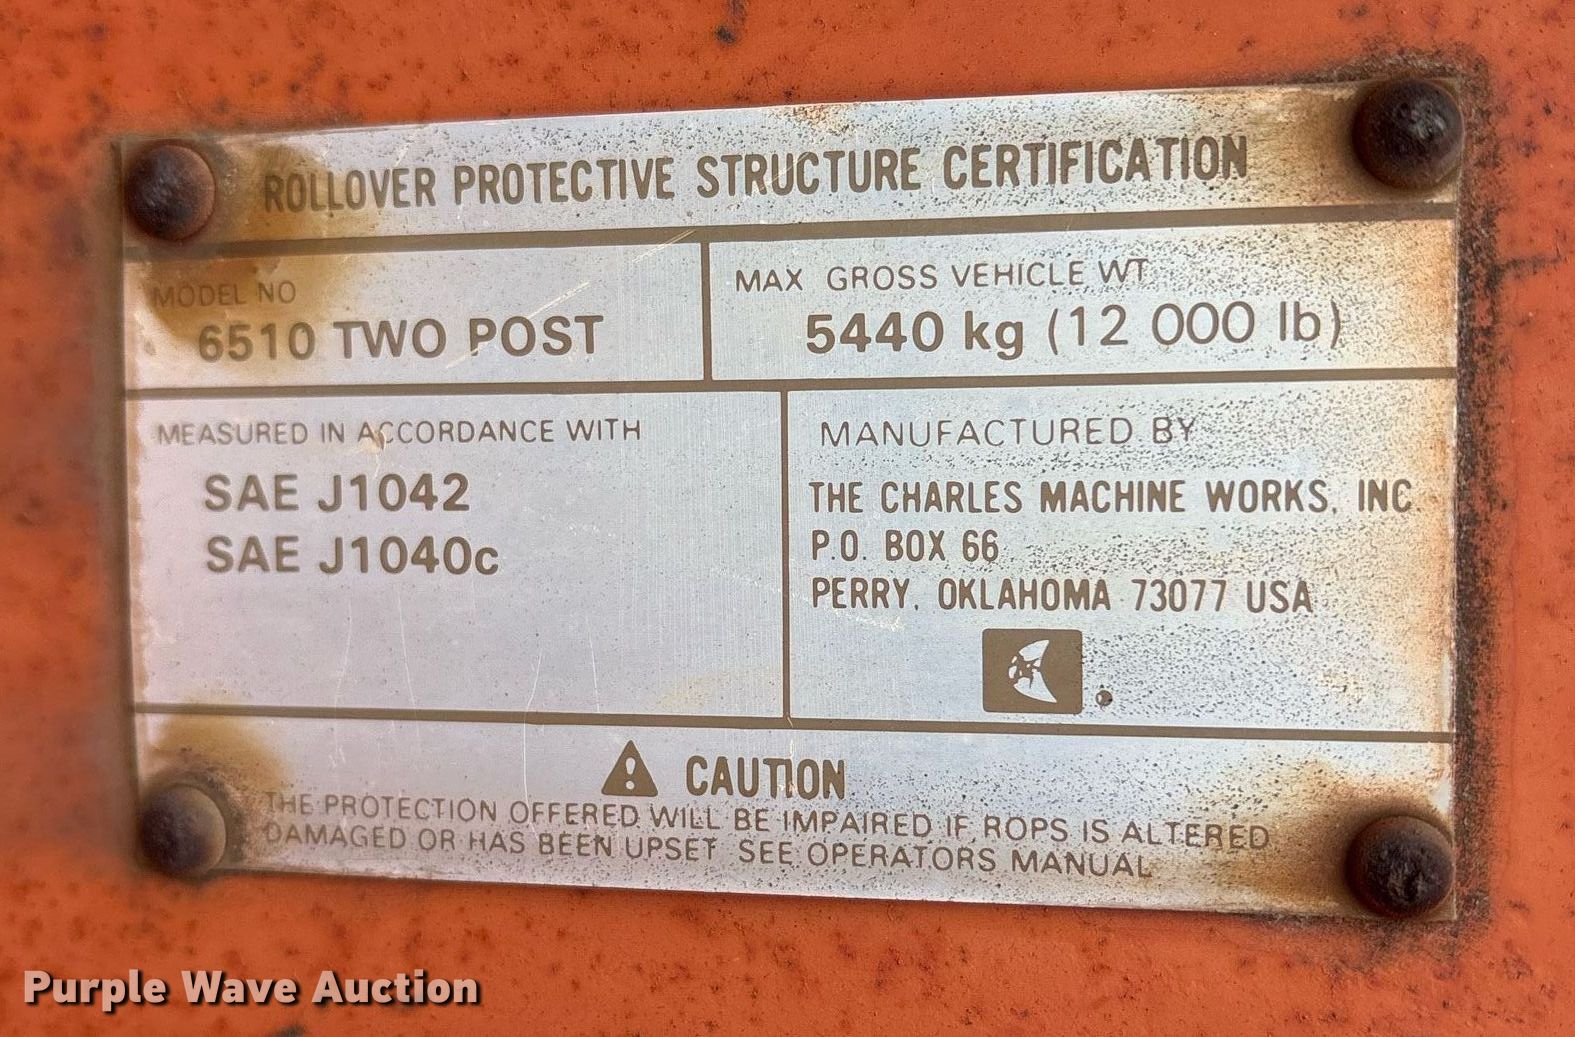 ROLLOVER PROTECTIVE STRUCTURE CERTIFICATION
MODEL NO
6510 TWO POST
MAX GROSS VEHICLE WT
5440 kg (12 000 lb)
MEASURED IN ACCORDANCE WITH
SAE J1042
SAE J1040c
MANUFACTURED BY
THE CHARLES MACHINE WORKS, INC.
P.O. BOX 66
PERRY, OKLAHOMA 73077 USA
CAUTION
THE PROTECTION OFFERED WILL BE IMPAIRED IF ROPS IS ALTERED
DAMAGED OR HAS BEEN UPSET SEE OPERATORS MANUAL
Purple Wave Auction